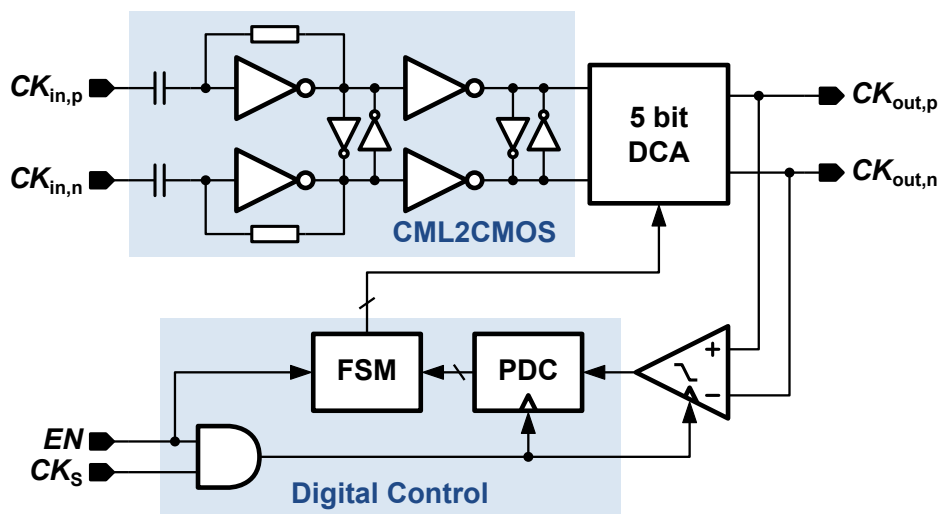 CKin,p
CKin,n
CML2CMOS
5 bit
DCA
CKout,p
CKout,n
FSM
PDC
+
−
EN
CKS
Digital Control